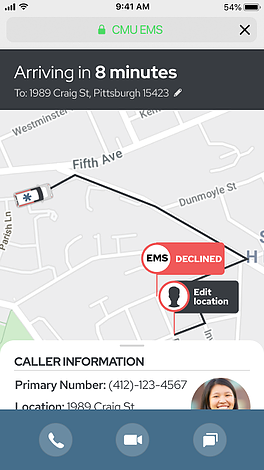 9:41 AM
54%
CMU EMS
Arriving in 8 minutes
To: 1989 Craig St, Pittsburgh 15423
Westminster
Fifth Ave
Dunmoyle St
Parish Ln
EMS DECLINED
H
Edit
location
CALLER INFORMATION
Primary Number: (412)-123-4567
Location: 1989 Craig St